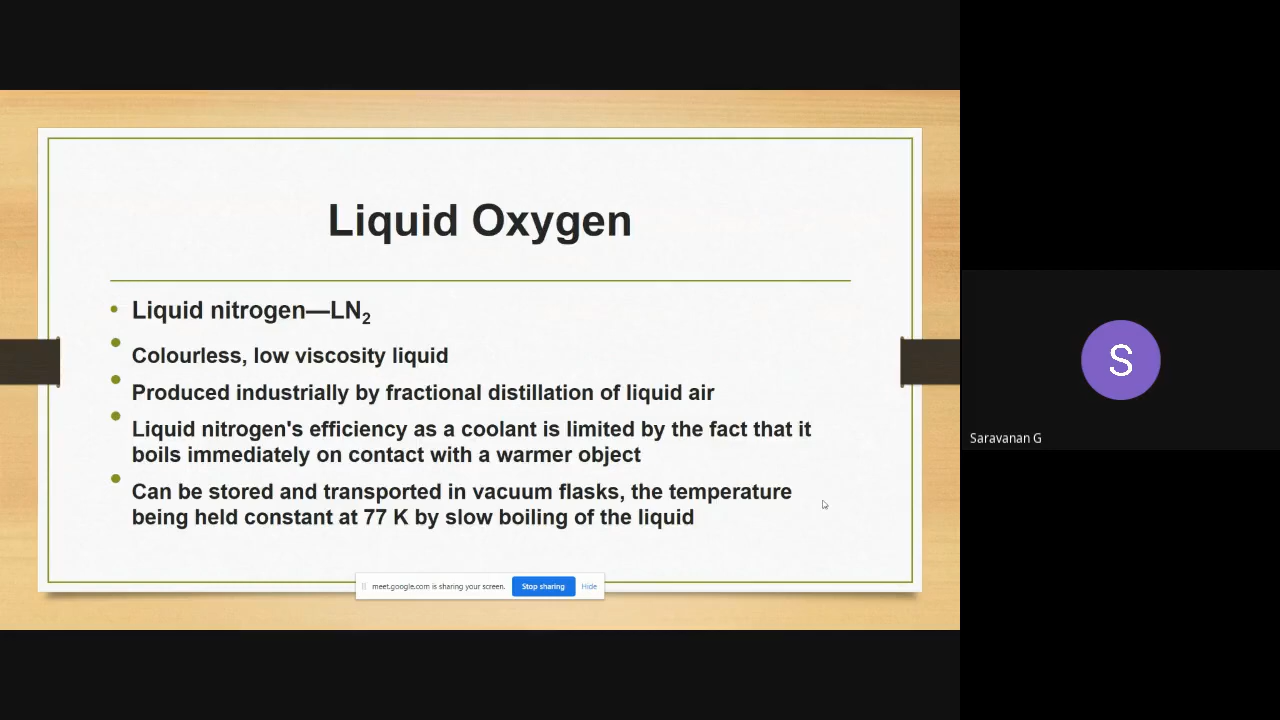 Liquid Oxygen
• Liquid nitrogen—LN₂
• Colourless, low viscosity liquid
• Produced industrially by fractional distillation of liquid air
• Liquid nitrogen's efficiency as a coolant is limited by the fact that it
boils immediately on contact with a warmer object
• Can be stored and transported in vacuum flasks, the temperature
being held constant at 77 K by slow boiling of the liquid
meet.google.com is sharing your screen. Stop sharing Hide
S
Saravanan G